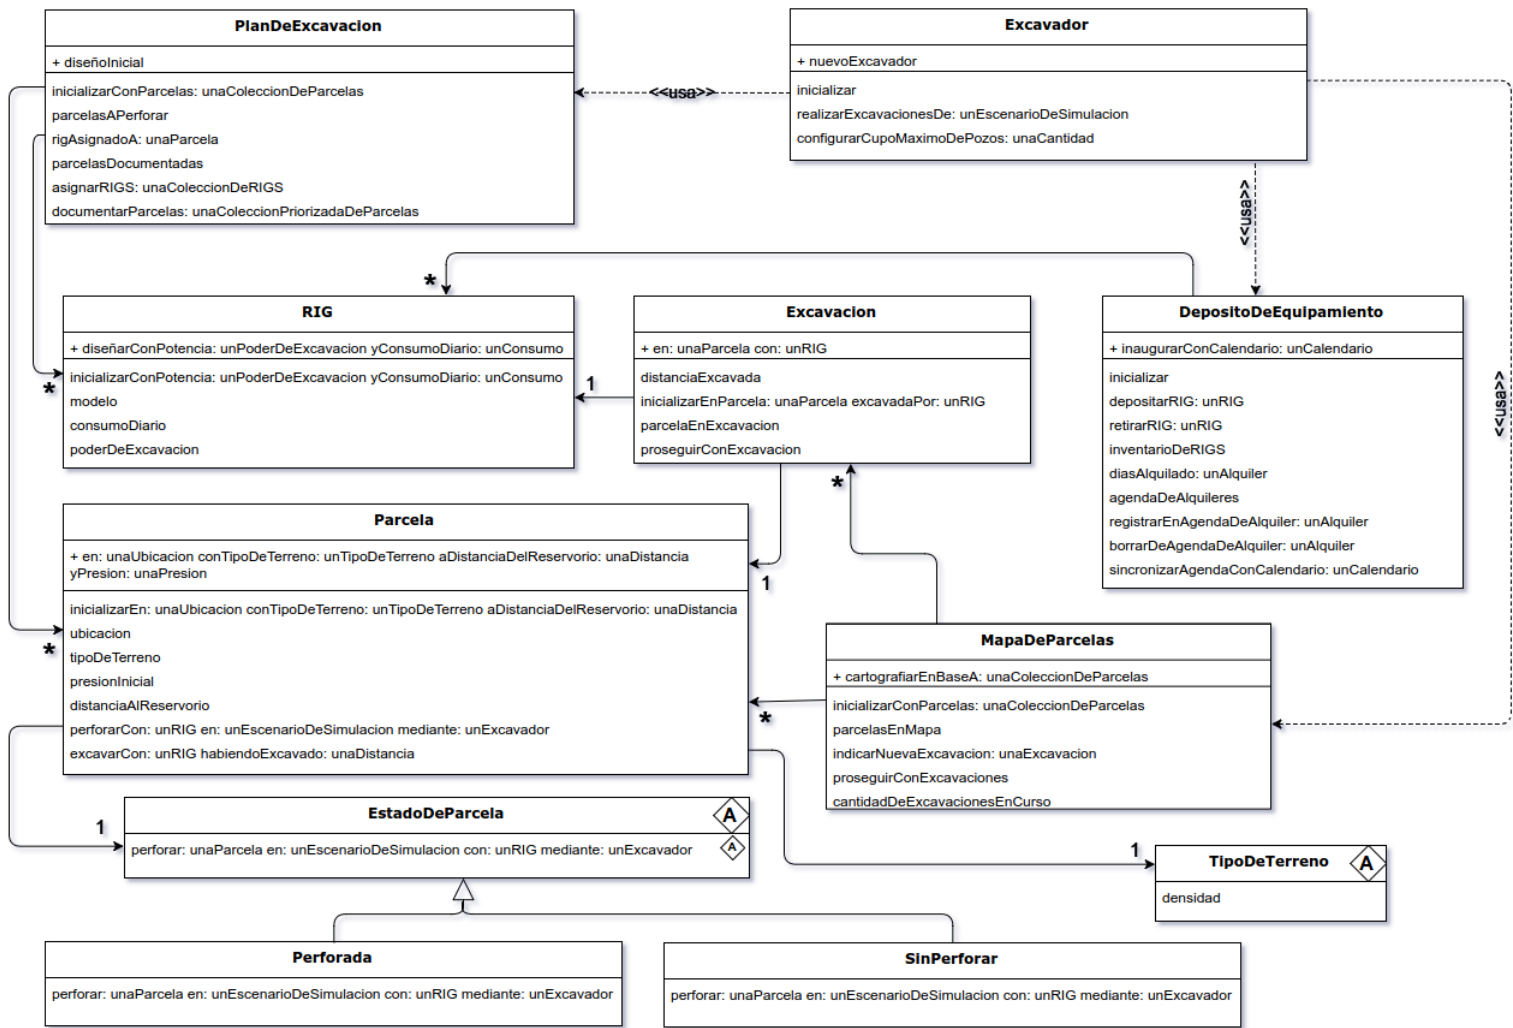 PlanDeExcavacion
+ diseñoInicial
inicializarConParcelas: unaColeccionDeParcelas
parcelasAPerforar
rigAsignadoA: unaParcela
parcelasDocumentadas
asignarRIGS: unaColeccionDeRIGS
documentarParcelas: unaColeccionPriorizadaDeParcelas
<<usa>>
Excavador
+ nuevoExcavador
inicializar
realizarExcavacionesDe: unEscenarioDeSimulacion
configurarCupoMaximoDePozos: unaCantidad
<<usa>>
<<usa>>
*
*
RIG
+ diseñarConPotencia: unPoderDeExcavacion yConsumoDiario: unConsumo
inicializarConPotencia: unPoderDeExcavacion yConsumoDiario: unConsumo
modelo
consumoDiario
poderDeExcavacion
1
Excavacion
+ en: unaParcela con: unRIG
distanciaExcavada
inicializarEnParcela: unaParcela excavadaPor: unRIG
parcelaEnExcavacion
proseguirConExcavacion
*
1
DepositoDeEquipamiento
+ inaugurarConCalendario: unCalendario
inicializar
depositarRIG: unRIG
retirarRIG: unRIG
inventarioDeRIGS
diasAlquilado: unAlquiler
agendaDeAlquileres
registrarEnAgendaDeAlquiler: unAlquiler
borrarDeAgendaDeAlquiler: unAlquiler
sincronizarAgendaConCalendario: unCalendario
Parcela
+ en: unaUbicacion conTipoDeTerreno: unTipoDeTerreno aDistanciaDelReservorio: unaDistancia
yPresion: unaPresion
inicializarEn: unaUbicacion conTipoDeTerreno: unTipoDeTerreno aDistanciaDelReservorio: unaDistancia
ubicacion
tipoDeTerreno
presionInicial
distanciaAlReservorio
perforarCon: unRIG en: unEscenarioDeSimulacion mediante: unExcavador
excavarCon: unRIG habiendoExcavado: unaDistancia
*
*
MapaDeParcelas
+ cartografiarEnBaseA: unaColeccionDeParcelas
inicializarConParcelas: unaColeccionDeParcelas
parcelasEnMapa
indicarNuevaExcavacion: unaExcavacion
proseguirConExcavaciones
cantidadDeExcavacionesEnCurso
1
EstadoDeParcela
A
perforar: unaParcela en: unEscenarioDeSimulacion con: unRIG mediante: unExcavador
A
1
TipoDeTerreno
A
densidad
Perforada
perforar: unaParcela en: unEscenarioDeSimulacion con: unRIG mediante: unExcavador
SinPerforar
perforar: unaParcela en: unEscenarioDeSimulacion con: unRIG mediante: unExcavador